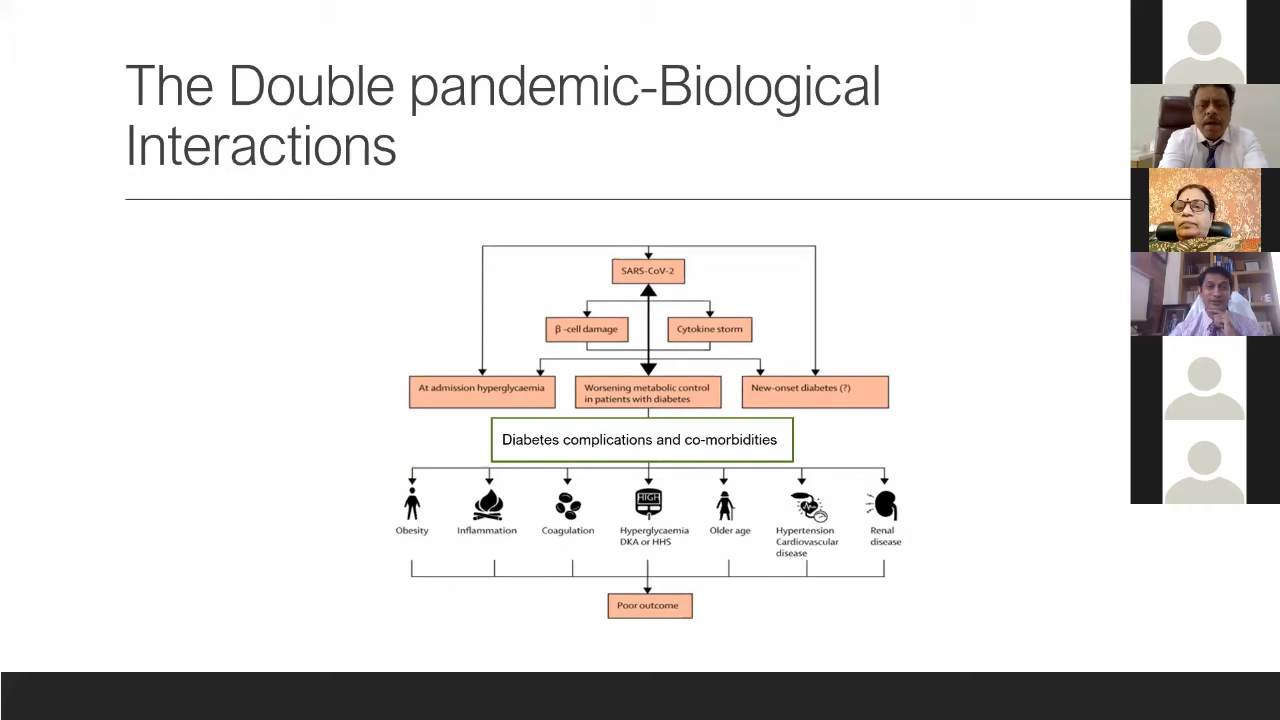 The Double pandemic-Biological
Interactions
SARS-CoV-2
β -cell damage
Cytokine storm
At admission hyperglycaemia
Worsening metabolic control
in patients with diabetes
New-onset diabetes (?)
Diabetes complications and co-morbidities
HIGH
Obesity
Inflammation
Coagulation
Hyperglycaemia
DKA or HHS
Older age
Hypertension
Cardiovascular
disease
Renal
disease
Poor outcome